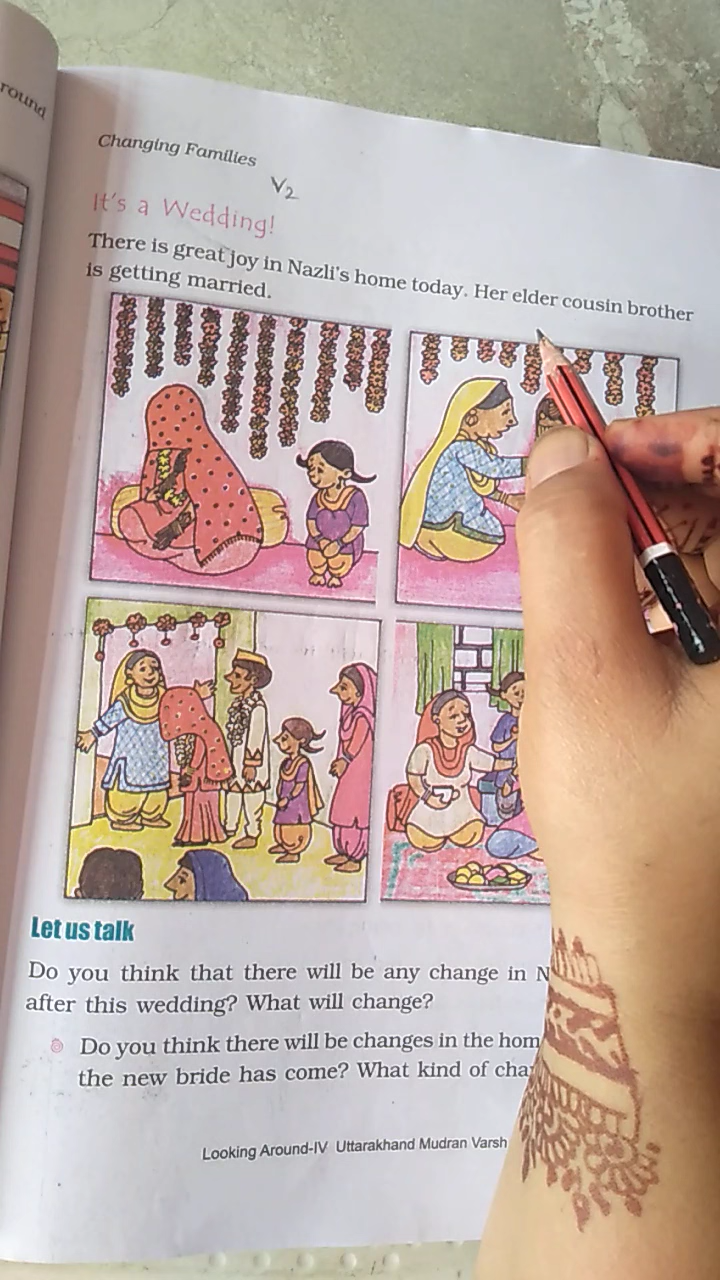 round
Changing Families
V2
It's a Wedding!
There is great joy in Nazli's home today. Her elder cousin brother
is getting married.
Let us talk
Do you think that there will be any change in N
after this wedding? What will change?
Do you think there will be changes in the hom
the new bride has come? What kind of cha
Looking Around-IV Uttarakhand Mudran Varsh